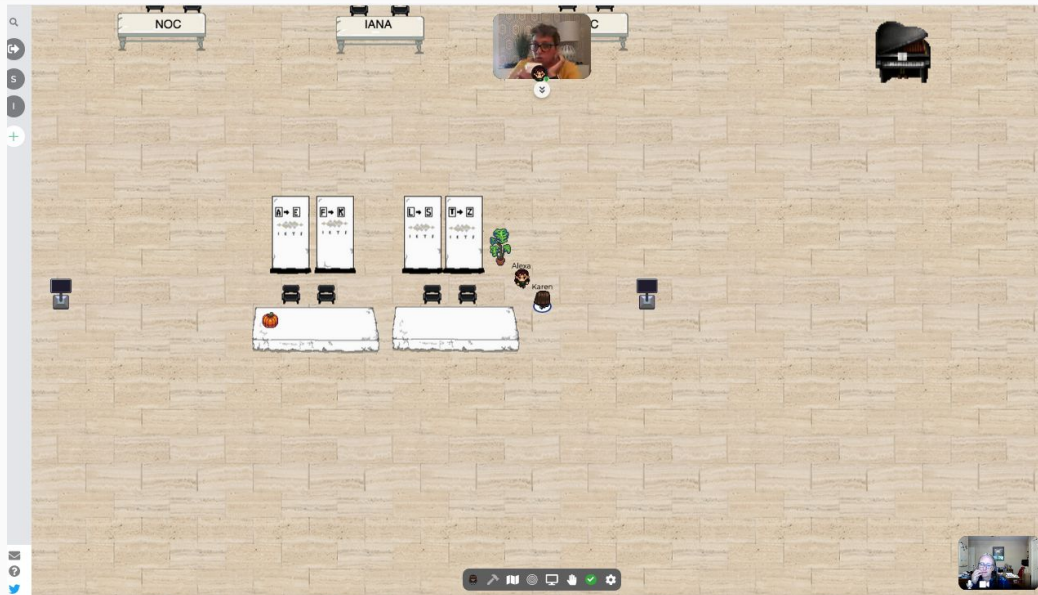 NOC
IANA
C
S
I
A→E
F→K
L→S
T→Z
I E T F
I E T F
I E T F
I E T F
Alexa
Karen